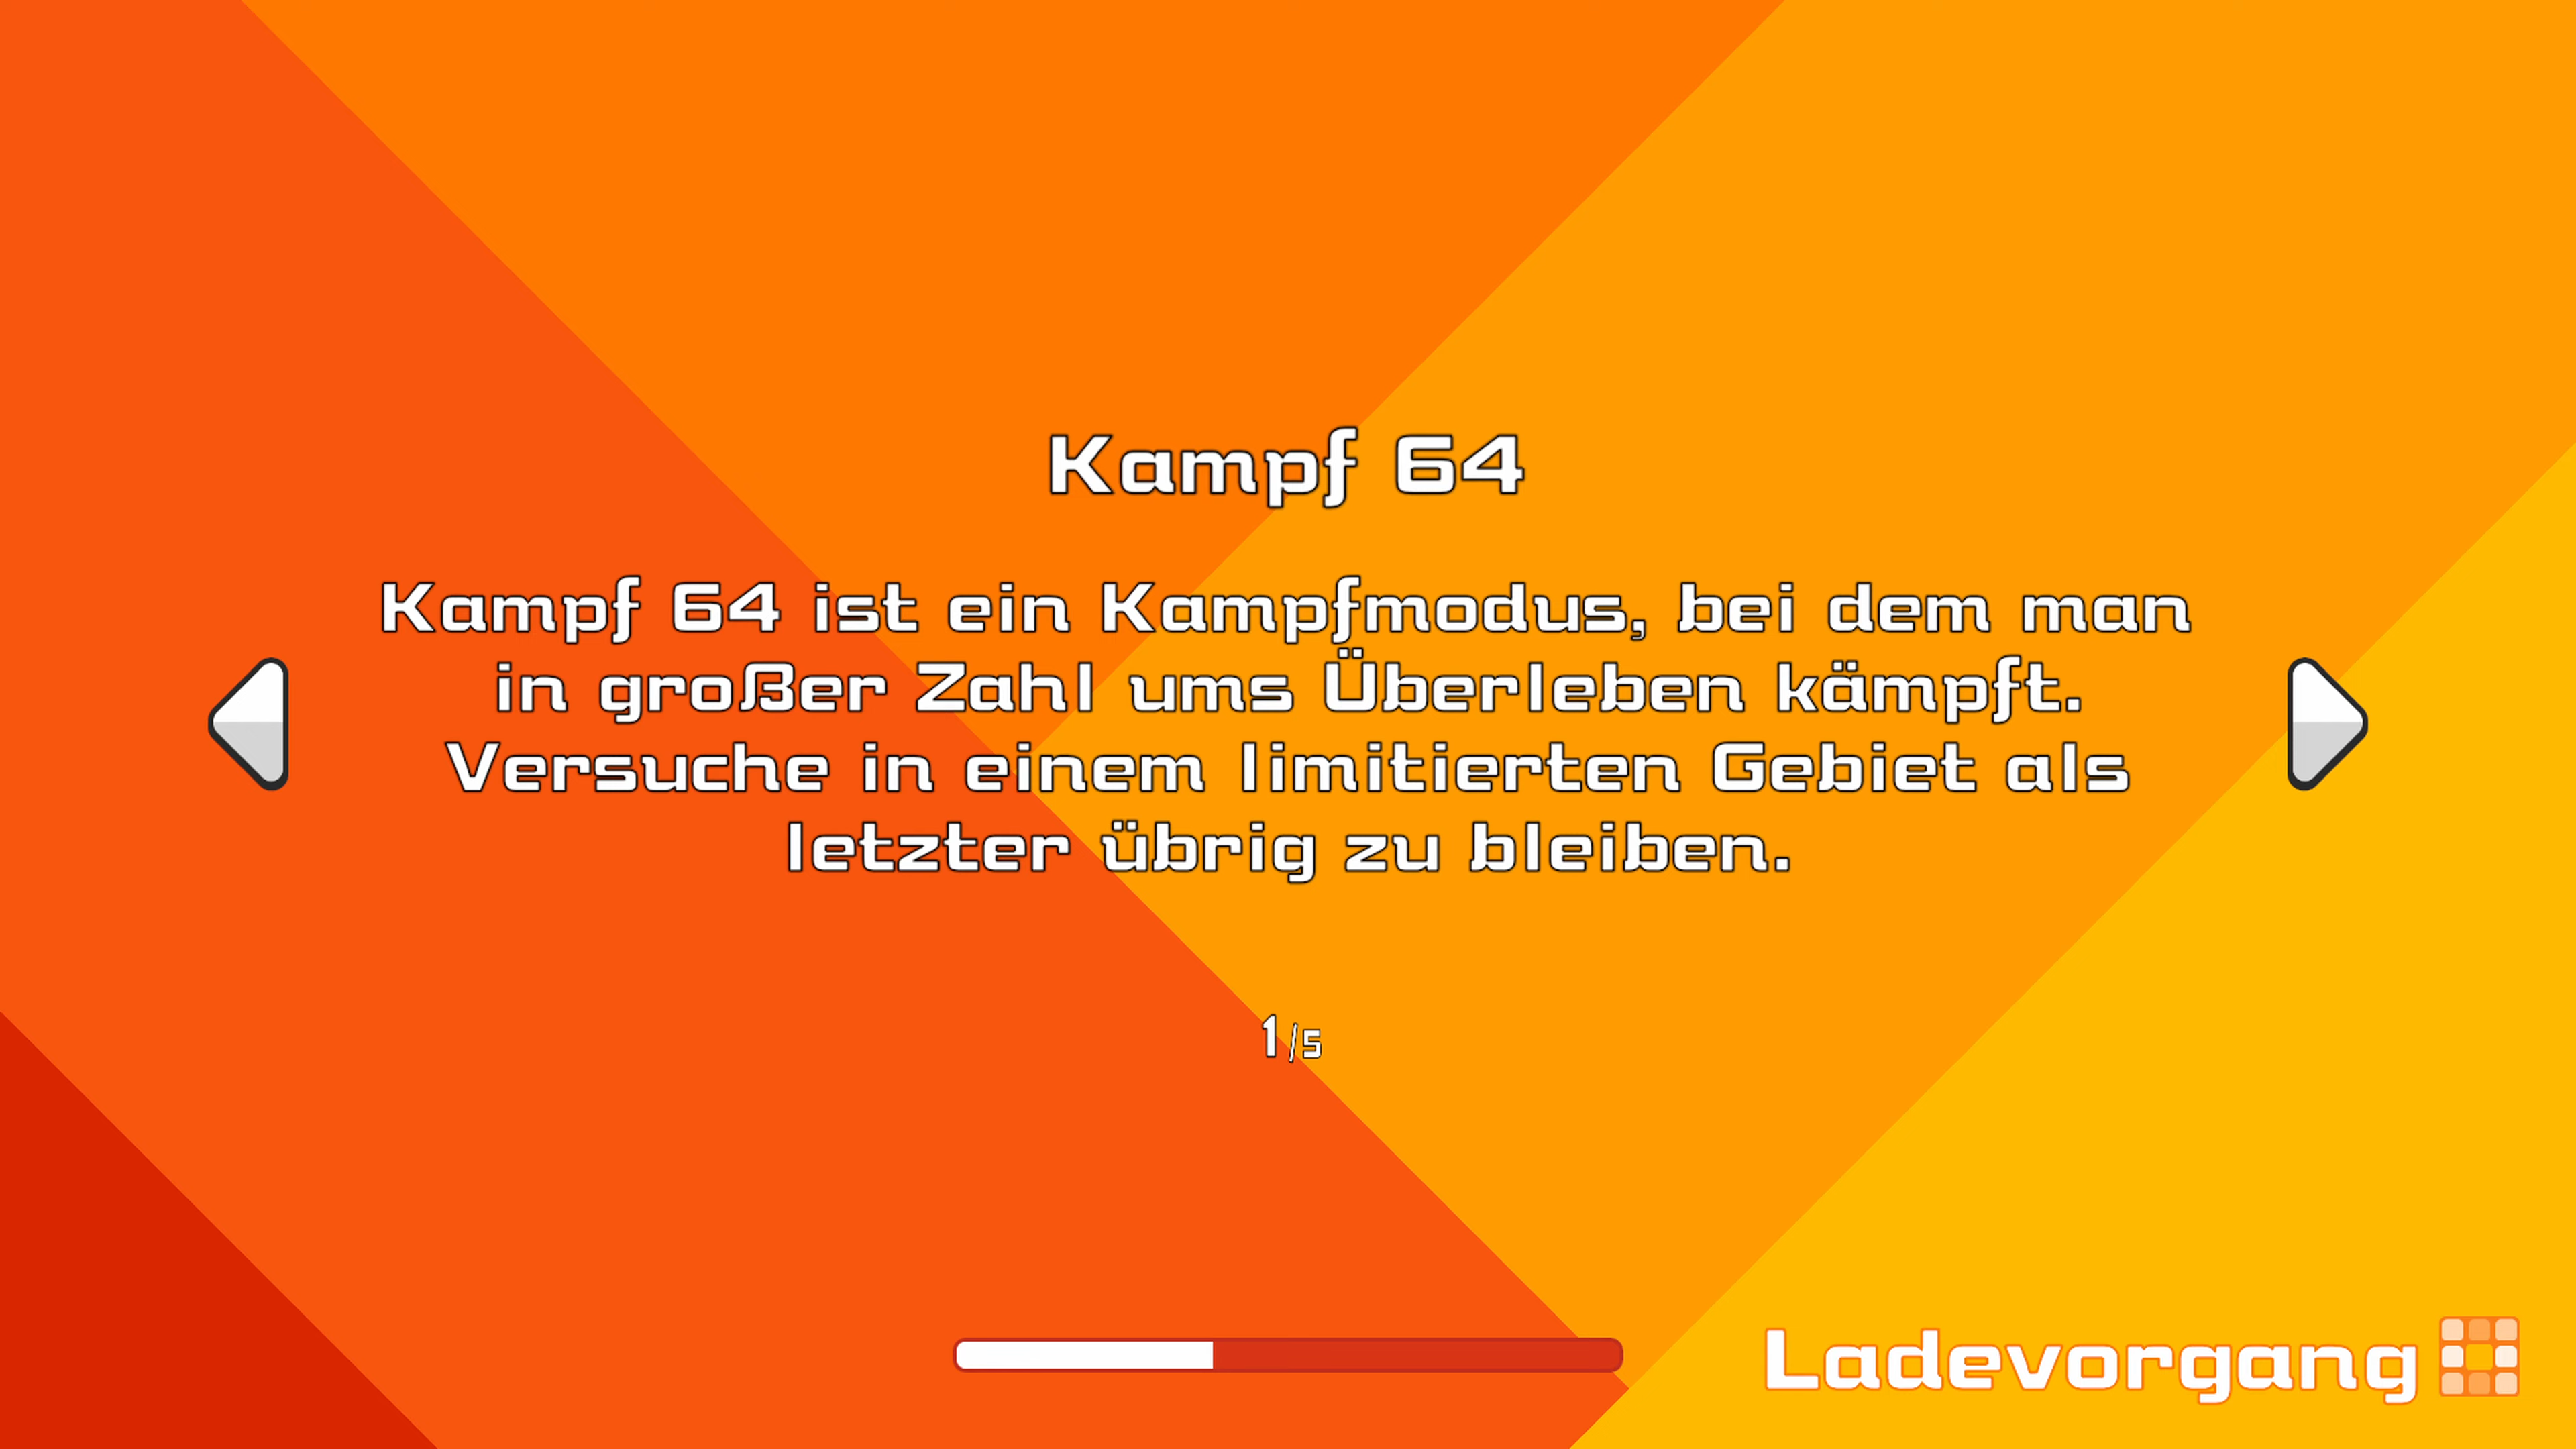 Kampf 64
Kampf 64 ist ein Kampfmodus, bei dem man
in großer Zahl ums Überleben kämpft.
Versuche in einem limitierten Gebiet als
letzter übrig zu bleiben.
1/5
Ladevorgang